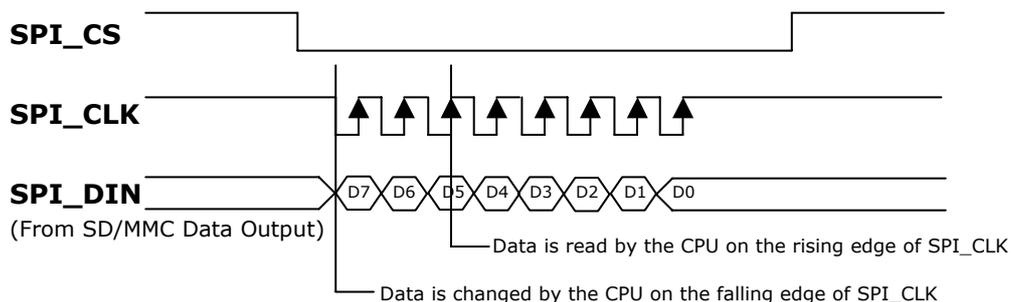 SPI_CS
SPI_CLK
SPI_DIN
D7 D6 D5 D4 D3 D2 D1 D0
(From SD/MMC Data Output)
Data is read by the CPU on the rising edge of SPI_CLK
Data is changed by the CPU on the falling edge of SPI_CLK